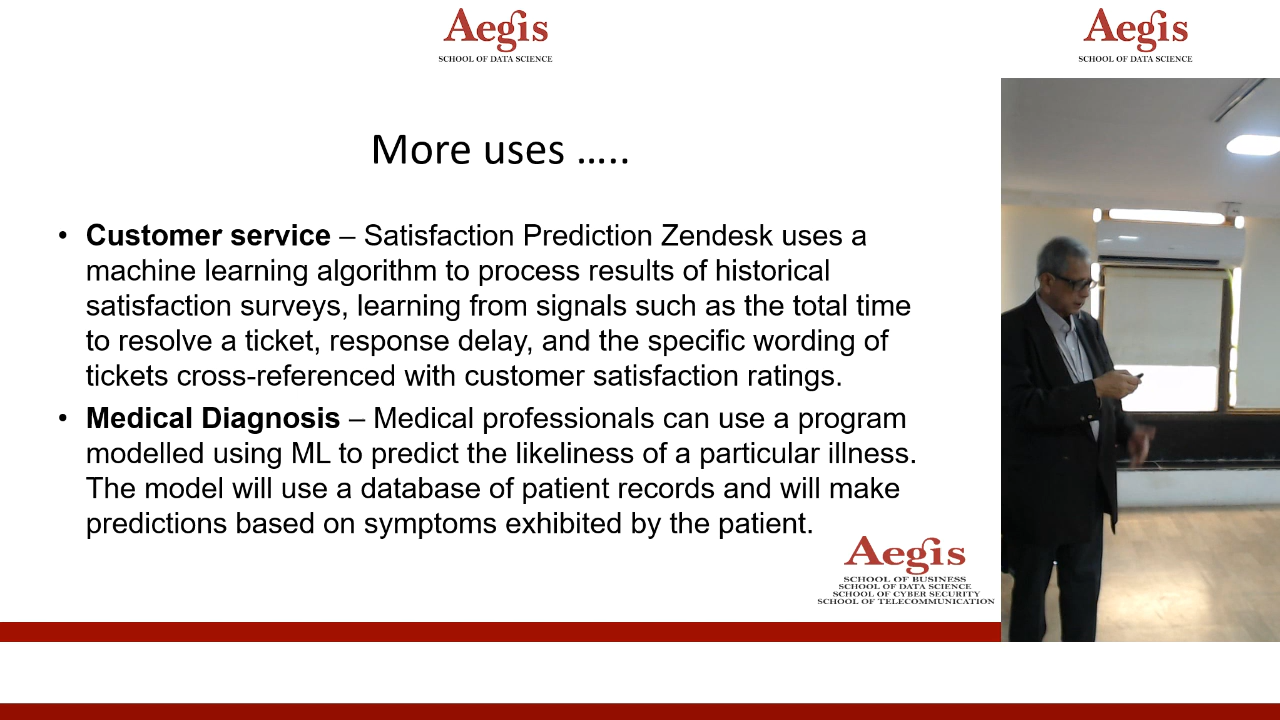 Aegis
SCHOOL OF DATA SCIENCE
Aegis
SCHOOL OF DATA SCIENCE
More uses .....
• Customer service – Satisfaction Prediction Zendesk uses a
machine learning algorithm to process results of historical
satisfaction surveys, learning from signals such as the total time
to resolve a ticket, response delay, and the specific wording of
tickets cross-referenced with customer satisfaction ratings.
• Medical Diagnosis – Medical professionals can use a program
modelled using ML to predict the likeliness of a particular illness.
The model will use a database of patient records and will make
predictions based on symptoms exhibited by the patient.
Aegis
SCHOOL OF BUSINESS
SCHOOL OF DATA SCIENCE
SCHOOL OF CYBER SECURITY
SCHOOL OF TELECOMMUNICATION